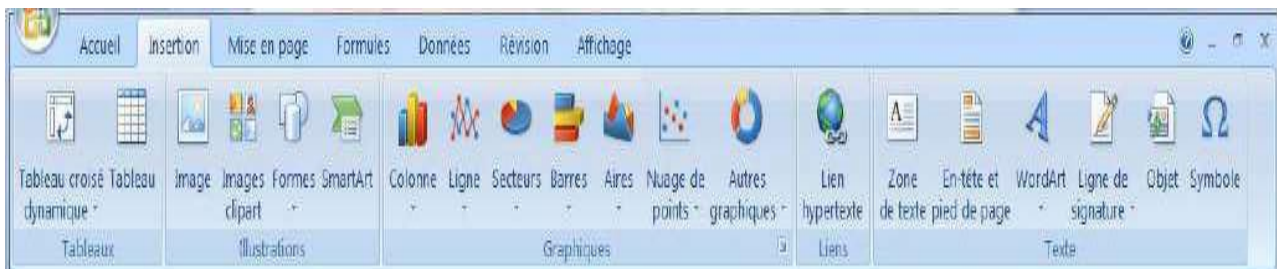 Accueil Insertion Mise en page Formules Données Révision Affichage
Tableau croisé dynamique
Tableau
Image
Images clipart
Formes
SmartArt
Colonne
Ligne
Secteurs
Barres
Aires
Nuage de points
Autres graphiques
Lien hypertexte
Zone de texte
En-tête et pied de page
WordArt
Ligne de signature
Objet
Symbole
Tableaux Illustrations Graphiques Liens Texte